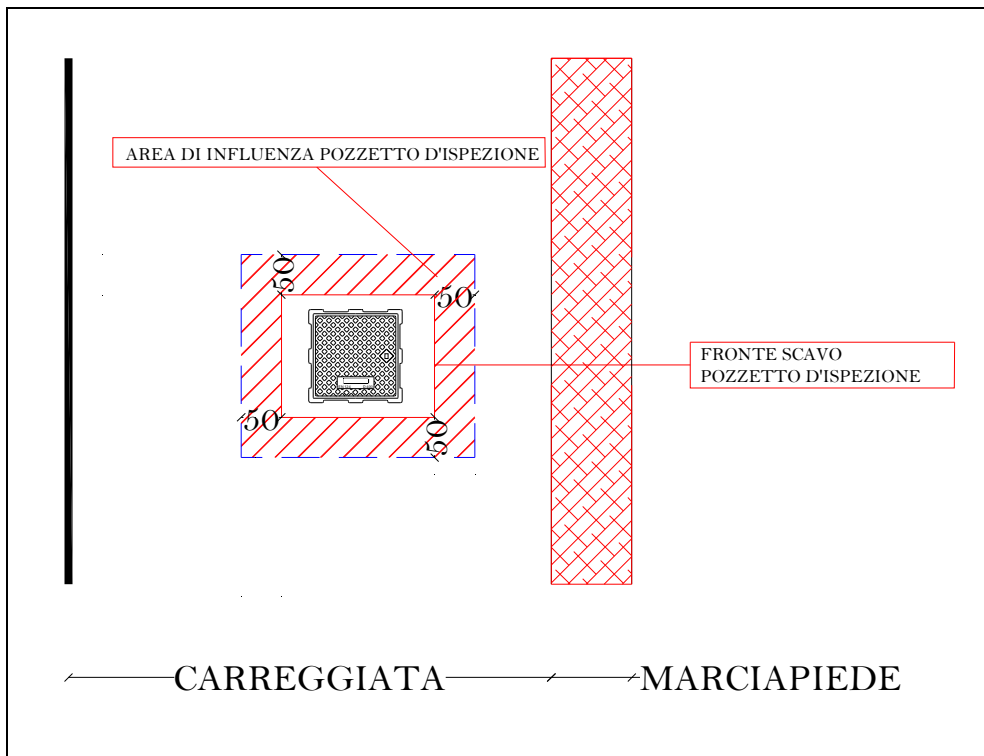 AREA DI INFLUENZA POZZETTO D'ISPEZIONE
50
50
FRONTE SCAVO
POZZETTO D'ISPEZIONE
50
50
CARREGGIATA
MARCIAPIEDE